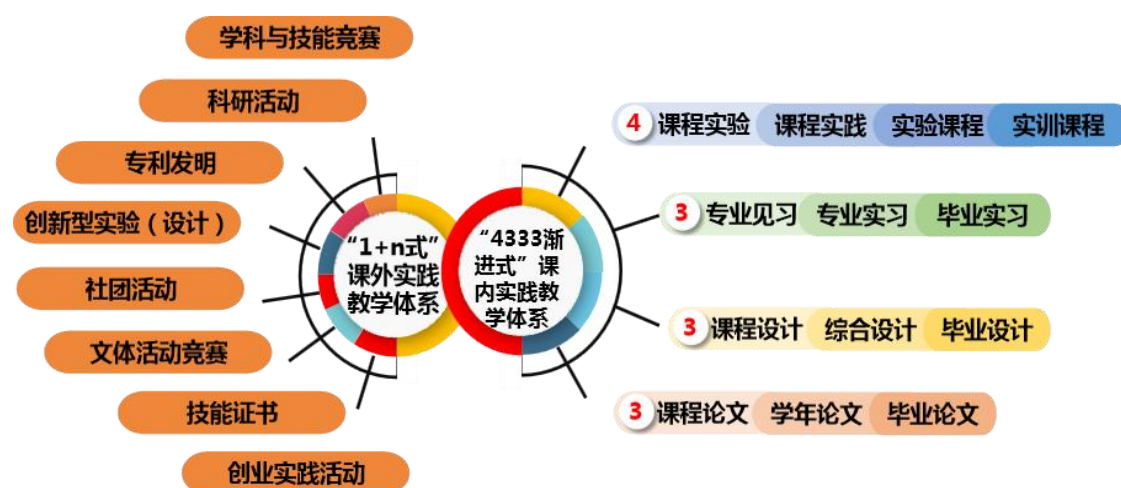 学科与技能竞赛
科研活动
专利发明
创新型实验（设计）
社团活动
文体活动竞赛
技能证书
创业实践活动
“1+n式”
课外实践
教学体系
“4333渐
进式”课
内实践教
学体系
4 课程实验 课程实践 实验课程 实训课程
3 专业见习 专业实习 毕业实习
3 课程设计 综合设计 毕业设计
3 课程论文 学年论文 毕业论文